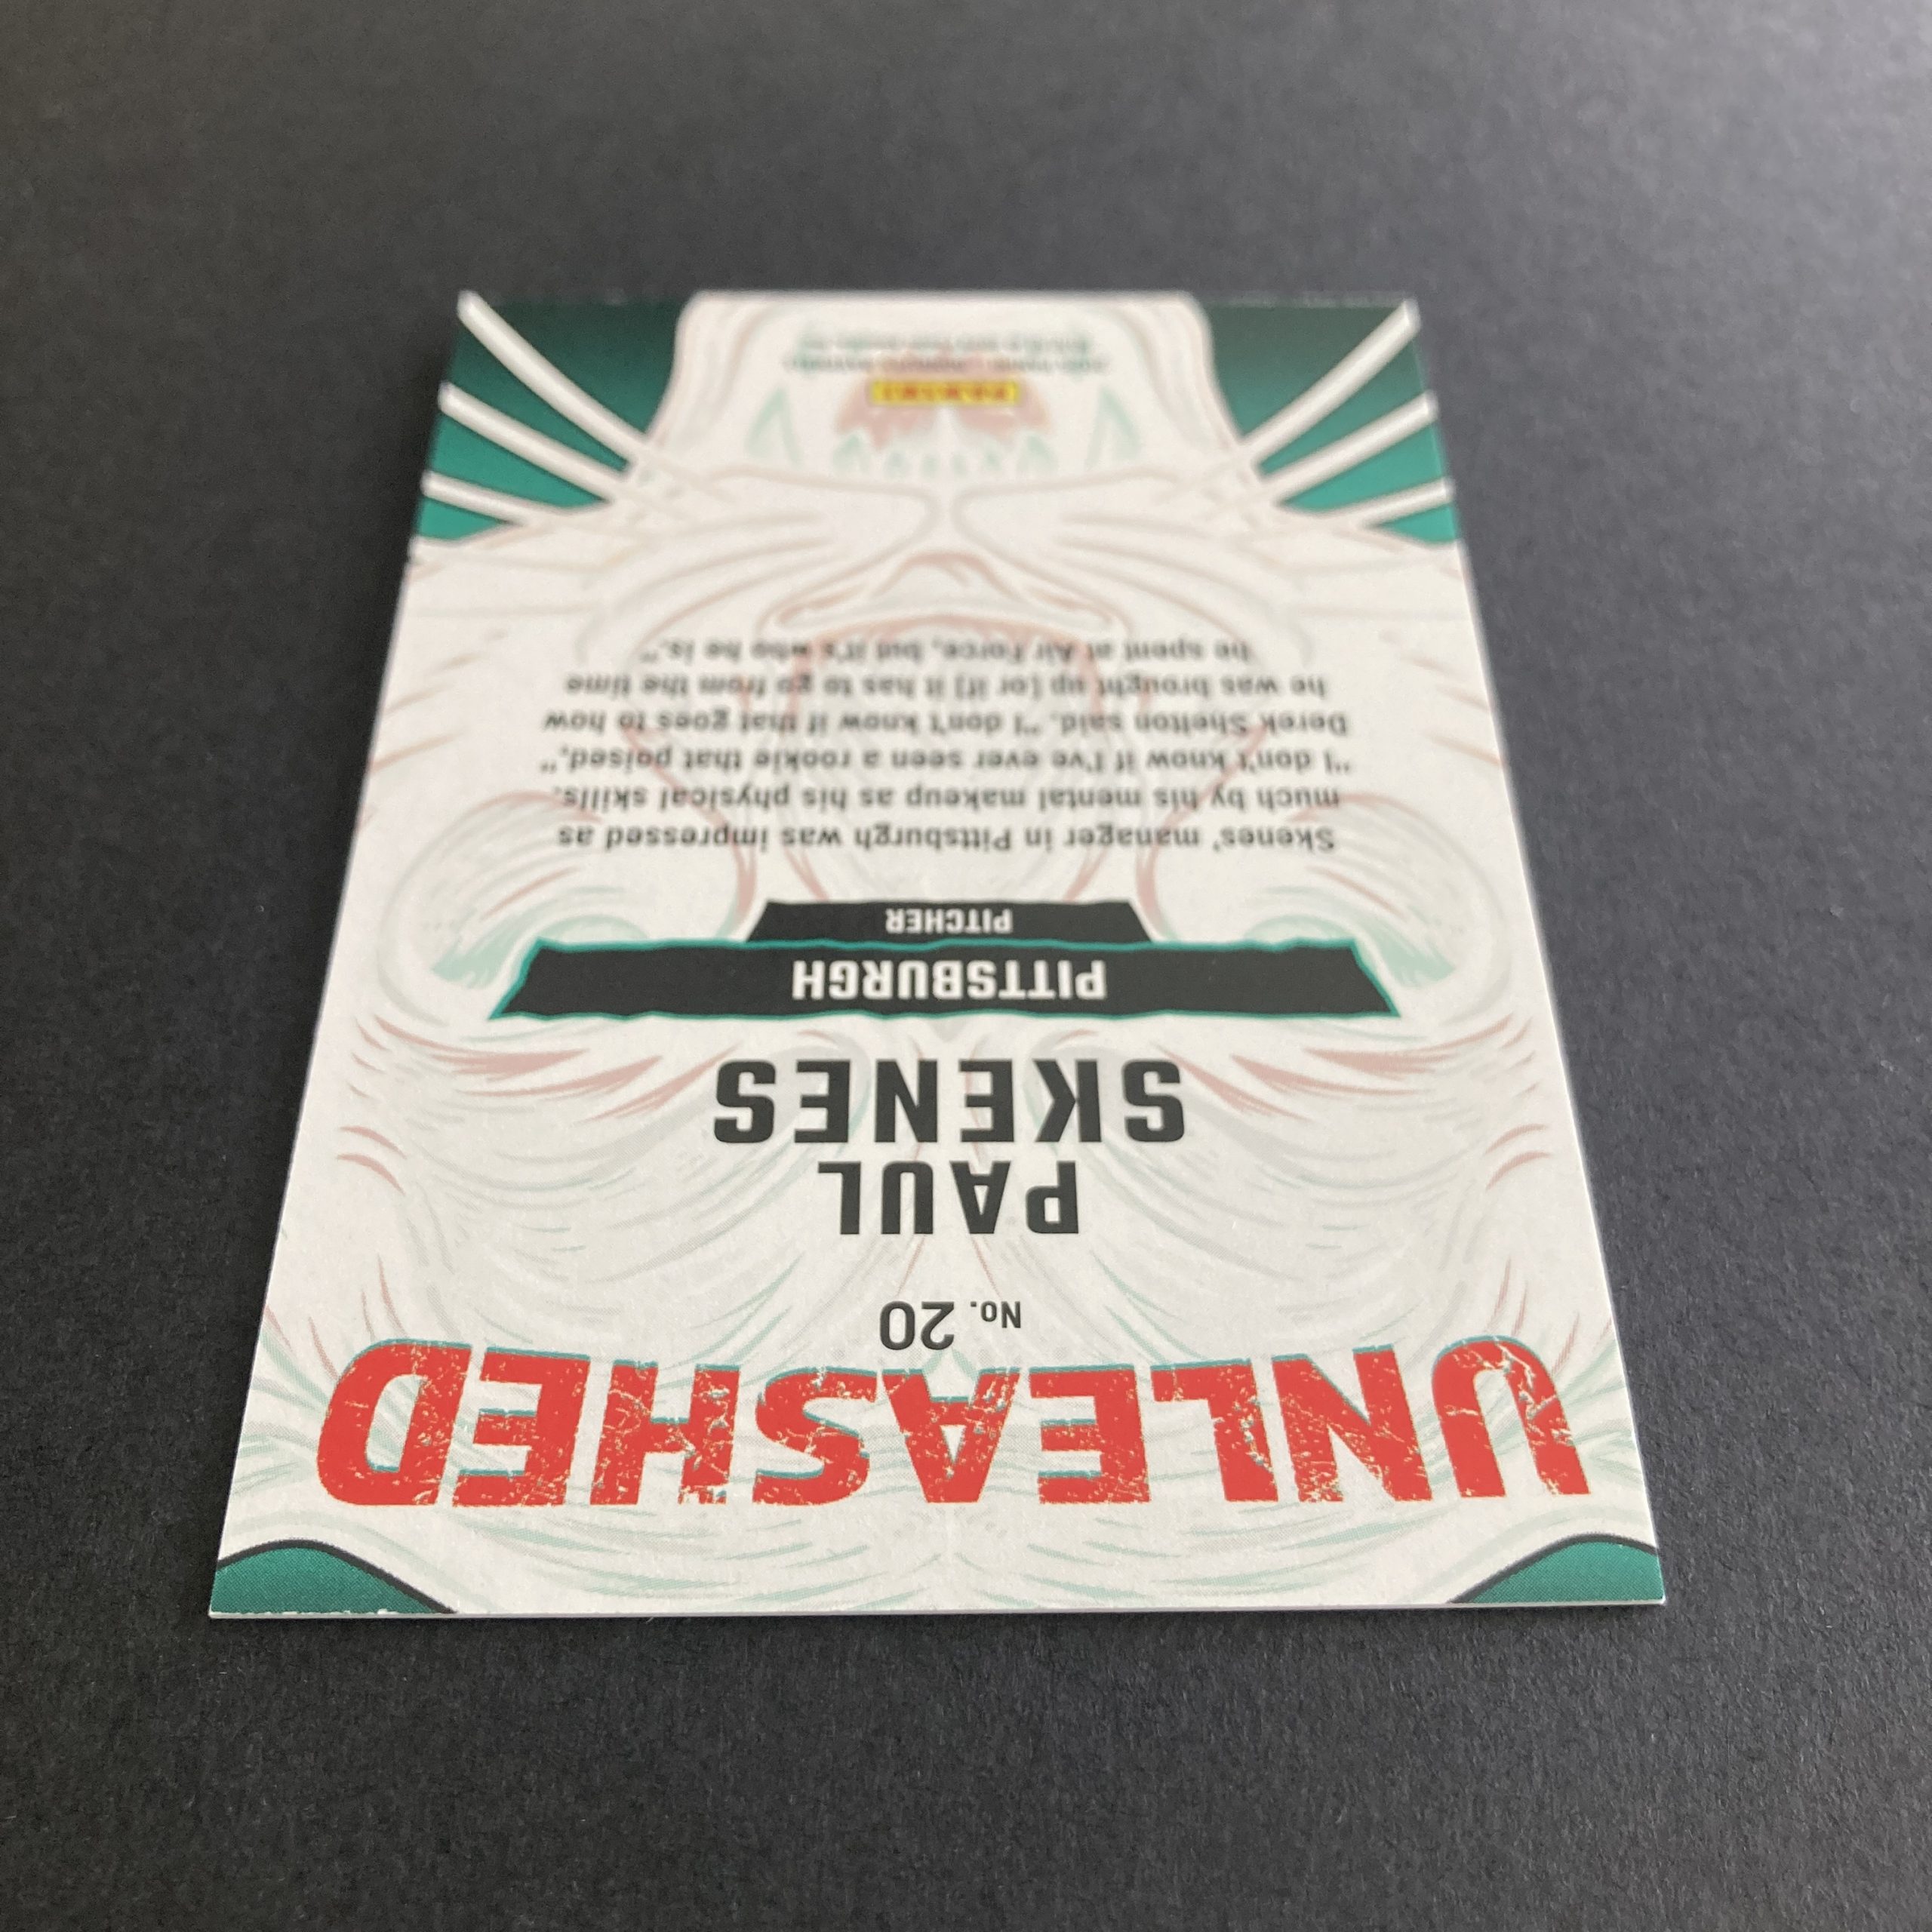 UNLEASHED
No. 20
PAUL
SKENES
PITTSBURGH
PITCHER
Skenes' manager in Pittsburgh was impressed as
much by his mental makeup as his physical skills.
"I don't know if I've ever seen a rookie that poised,"
Derek Shelton said. "I don't know if that goes to how
he was brought up [or if] it has to go from the time
he spent at Air Force, but it's who he is."
PANINI